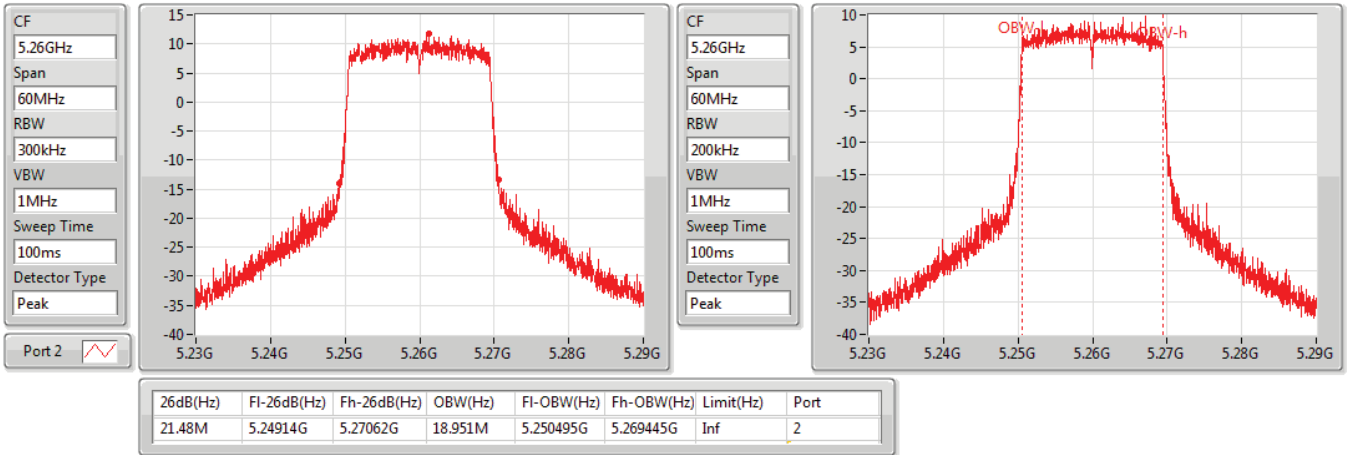 CF
5.26GHz
Span
60MHz
RBW
300kHz
VBW
1MHz
Sweep Time
100ms
Detector Type
Peak
Port 2
15
10
5
0
-5
-10
-15
-20
-25
-30
-35
-40
5.23G 5.24G 5.25G 5.26G 5.27G 5.28G 5.29G
CF
5.26GHz
Span
60MHz
RBW
200kHz
VBW
1MHz
Sweep Time
100ms
Detector Type
Peak
10
5
0
-5
-10
-15
-20
-25
-30
-35
-40
OBW
OBW-h
5.23G 5.24G 5.25G 5.26G 5.27G 5.28G 5.29G
26dB(Hz) Fl-26dB(Hz) Fh-26dB(Hz) OBW(Hz) Fl-OBW(Hz) Fh-OBW(Hz) Limit(Hz) Port
21.48M 5.24914G 5.27062G 18.951M 5.250495G 5.269445G Inf 2